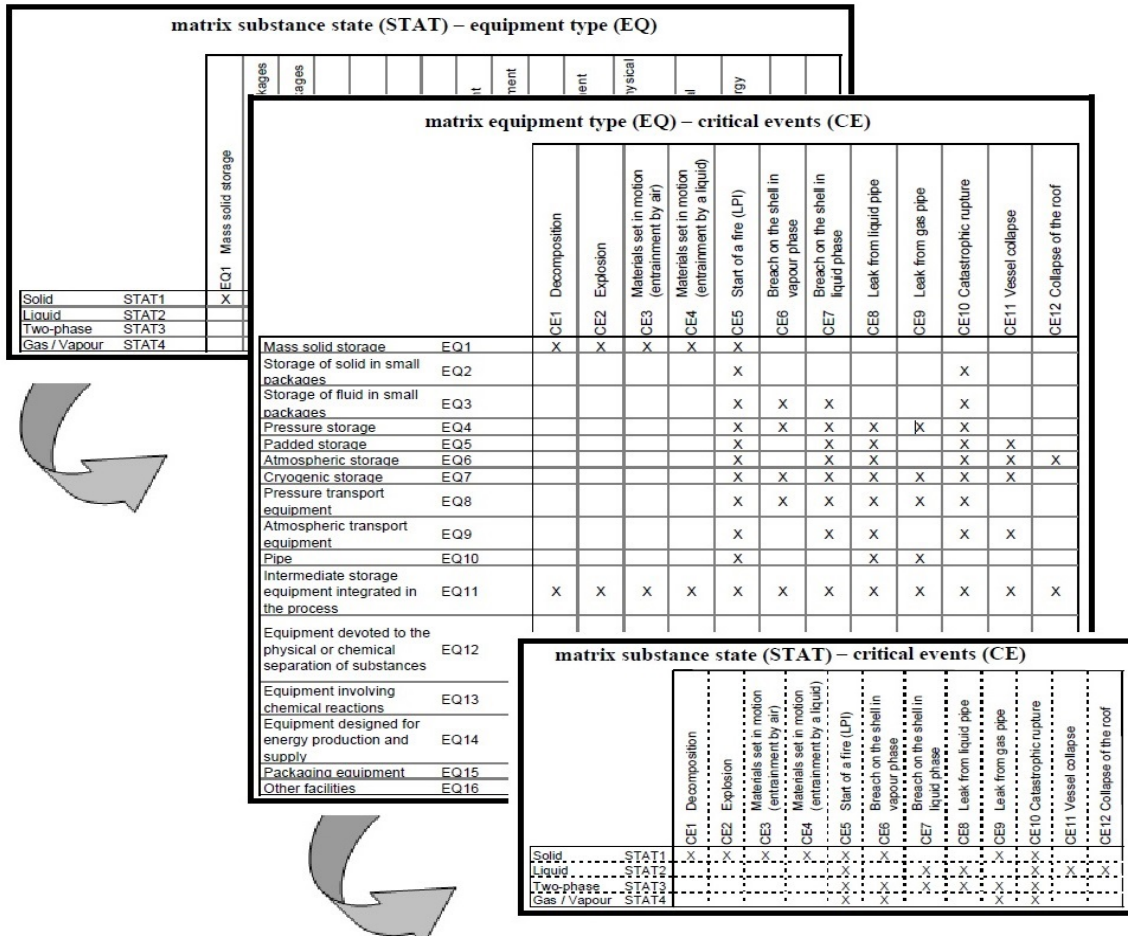 matrix substance state (STAT) – equipment type (EQ)
EQ1 Mass solid storage
Solid STAT1 X
Liquid STAT2
Two-phase STAT3
Gas / Vapour STAT4
matrix equipment type (EQ) – critical events (CE)
CE1 Decomposition
CE2 Explosion
CE3 Materials set in motion
(entrainment by air)
CE4 Materials set in motion
(entrainment by a liquid)
CE5 Start of a fire (LPI)
CE6 Breach on the shell in
vapour phase
CE7 Breach on the shell in
liquid phase
CE8 Leak from liquid pipe
CE9 Leak from gas pipe
CE10 Catastrophic rupture
CE11 Vessel collapse
CE12 Collapse of the roof
Mass solid storage EQ1 X X X X X
Storage of solid in small
packages EQ2 X X
Storage of fluid in small
packages EQ3 X X X X
Pressure storage EQ4 X X X X X X
Padded storage EQ5 X X X X X
Atmospheric storage EQ6 X X X X X X
Cryogenic storage EQ7 X X X X X X X
Pressure transport
equipment EQ8 X X X X X X
Atmospheric transport
equipment EQ9 X X X X X
Pipe EQ10 X X X
Intermediate storage
equipment integrated in
the process EQ11 X X X X X X X X X X X X
Equipment devoted to the
physical or chemical
separation of substances EQ12
Equipment involving
chemical reactions EQ13
Equipment designed for
energy production and
supply EQ14
Packaging equipment EQ15
Other facilities EQ16
matrix substance state (STAT) – critical events (CE)
CE1 Decomposition
CE2 Explosion
CE3 Materials set in motion
(entrainment by air)
CE4 Materials set in motion
(entrainment by a liquid)
CE5 Start of a fire (LPI)
CE6 Breach on the shell in
vapour phase
CE7 Breach on the shell in
liquid phase
CE8 Leak from liquid pipe
CE9 Leak from gas pipe
CE10 Catastrophic rupture
CE11 Vessel collapse
CE12 Collapse of the roof
Solid STAT1 X X X X X X X X
Liquid STAT2 X X X X X X
Two-phase STAT3 X X X X X X
Gas / Vapour STAT4 X X X X